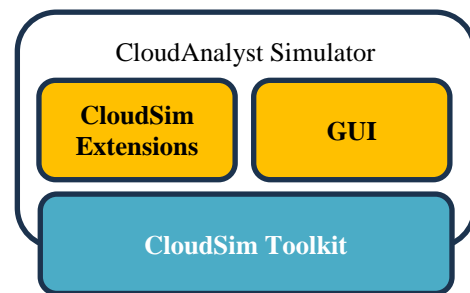 CloudAnalyst Simulator
CloudSim
Extensions
GUI
CloudSim Toolkit